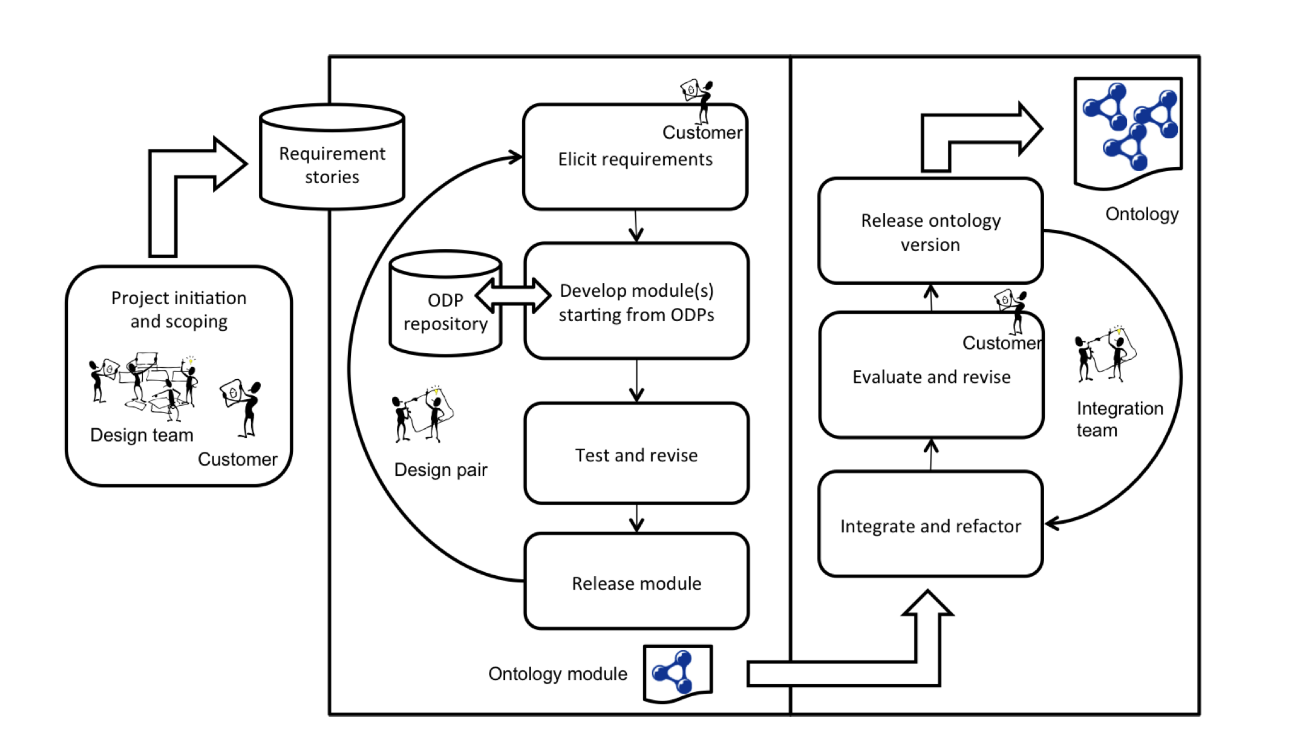 Project initiation
and scoping
Design team
Customer
Requirement
stories
Customer
Elicit requirements
ODP
repository
Develop module(s)
starting from ODPs
Design pair
Test and revise
Release module
Ontology module
Ontology
Release ontology
version
Customer
Evaluate and revise
Integration
team
Integrate and refactor